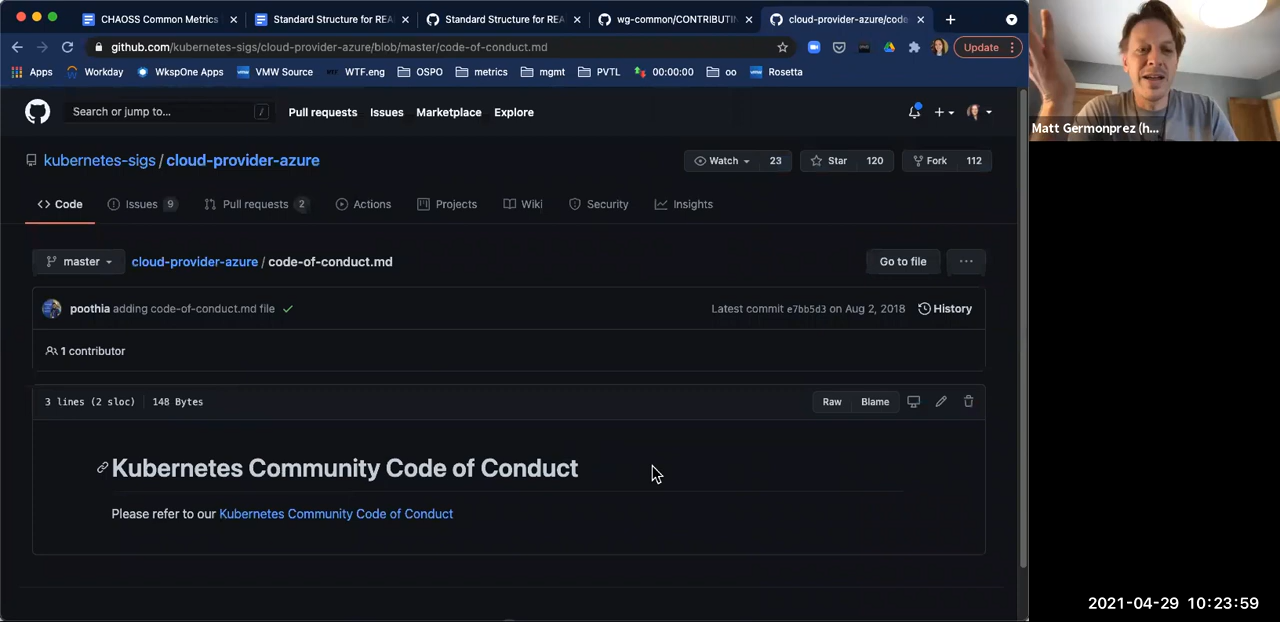 CHAOSS Common Metrics
Standard Structure for REA
Standard Structure for RE
wg-common/CONTRIBUTIN
cloud-provider-azure/code
github.com/kubernetes-sigs/cloud-provider-azure/blob/master/code-of-conduct.md
Update
Apps Workday WkspOne Apps VMW Source WTF.eng OSPO metrics mgmt PVTL 00:00:00 oo Rosetta
Matt Germonprez (h...
Search or jump to... /
Pull requests Issues Marketplace Explore
kubernetes-sigs / cloud-provider-azure
Watch 23 Star 120 Fork 112
Code Issues 9 Pull requests 2 Actions Projects Wiki Security Insights
master cloud-provider-azure / code-of-conduct.md Go to file ...
poothia adding code-of-conduct.md file Latest commit e7bb5d3 on Aug 2, 2018 History
1 contributor
3 lines (2 sloc) 148 Bytes Raw Blame
Kubernetes Community Code of Conduct
Please refer to our Kubernetes Community Code of Conduct
2021-04-29 10:23:59